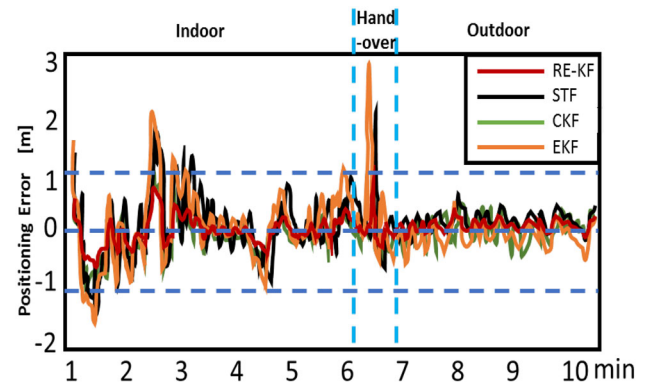 Indoor
Hand
-over
Outdoor
RE-KF
STF
CKF
EKF
Positioning Error [m]
3
2
1
0
-1
-2
1 2 3 4 5 6 7 8 9 10 min